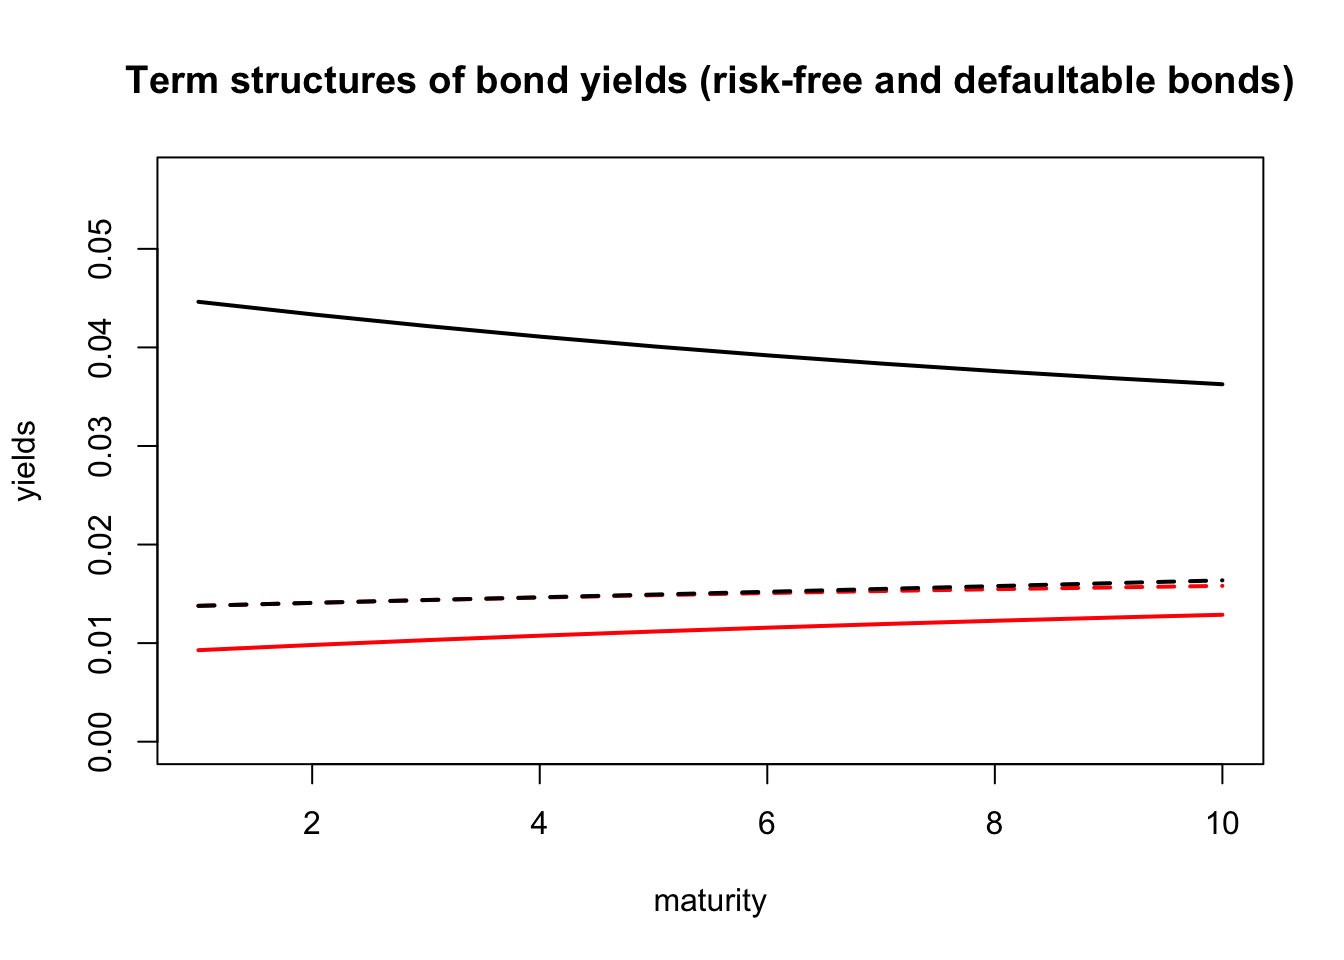 Term structures of bond yields (risk-free and defaultable bonds)
yields
0.05
0.04
0.03
0.02
0.01
0.00
2 4 6 8 10
maturity